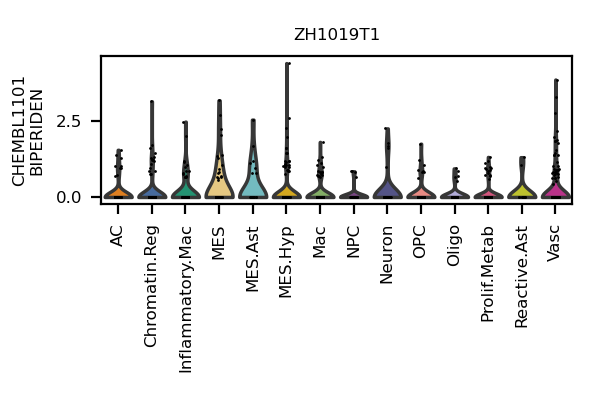 ZH1019T1
CHEMBL1101
BIPERIDEN
2.5
0.0
AC
Chromatin.Reg
Inflammatory.Mac
MES
MES.Ast
MES.Hyp
Mac
NPC
Neuron
OPC
Oligo
Prolif.Metab
Reactive.Ast
Vasc